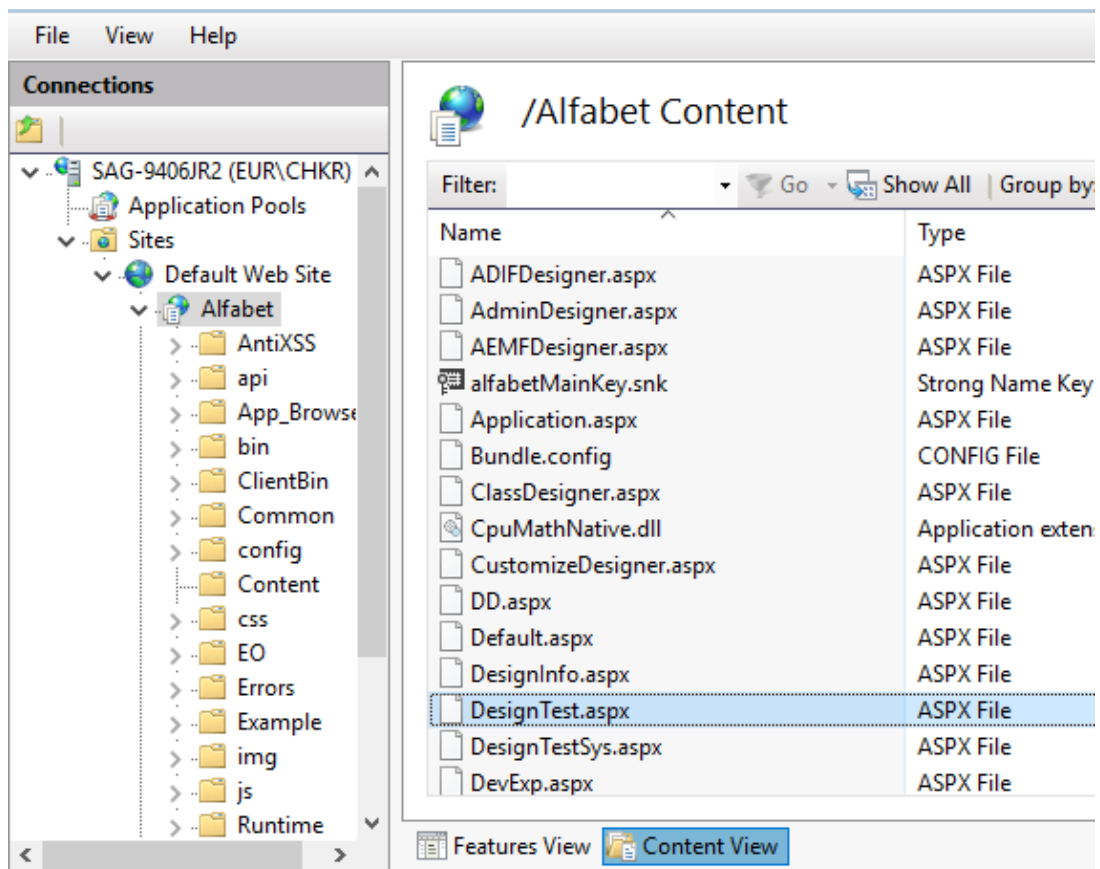 File View Help
Connections
SAG-9406JR2 (EUR\CHKR)
Application Pools
Sites
Default Web Site
Alfabet
AntiXSS
api
App_Browse
bin
ClientBin
Common
config
Content
css
EO
Errors
Example
img
js
Runtime
/Alfabet Content
Filter: Go Show All Group by:
Name Type
ADIFDesigner.aspx ASPX File
AdminDesigner.aspx ASPX File
AEMFDesigner.aspx ASPX File
alfabetMainKey.snk Strong Name Key
Application.aspx ASPX File
Bundle.config CONFIG File
ClassDesigner.aspx ASPX File
CpuMathNative.dll Application exten
CustomizeDesigner.aspx ASPX File
DD.aspx ASPX File
Default.aspx ASPX File
DesignInfo.aspx ASPX File
DesignTest.aspx ASPX File
DesignTestSys.aspx ASPX File
DevExp.aspx ASPX File
Features View Content View